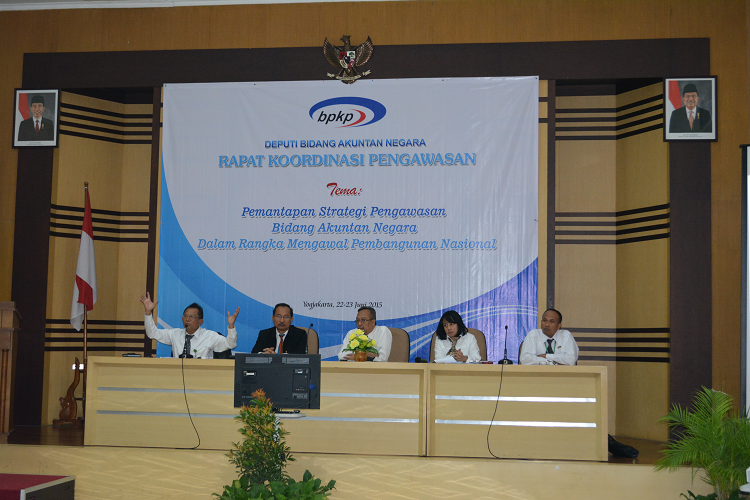 bpkp
DEPUTI BIDANG AKUNTAN NEGARA
RAPAT KOORDINASI PENGAWASAN
Tema:
Pemantapan Strategi Pengawasan
Bidang Akuntan Negara
Dalam Rangka Mengawal Pembangunan Nasional
Yogjakarta, 22-23 Juni 2015